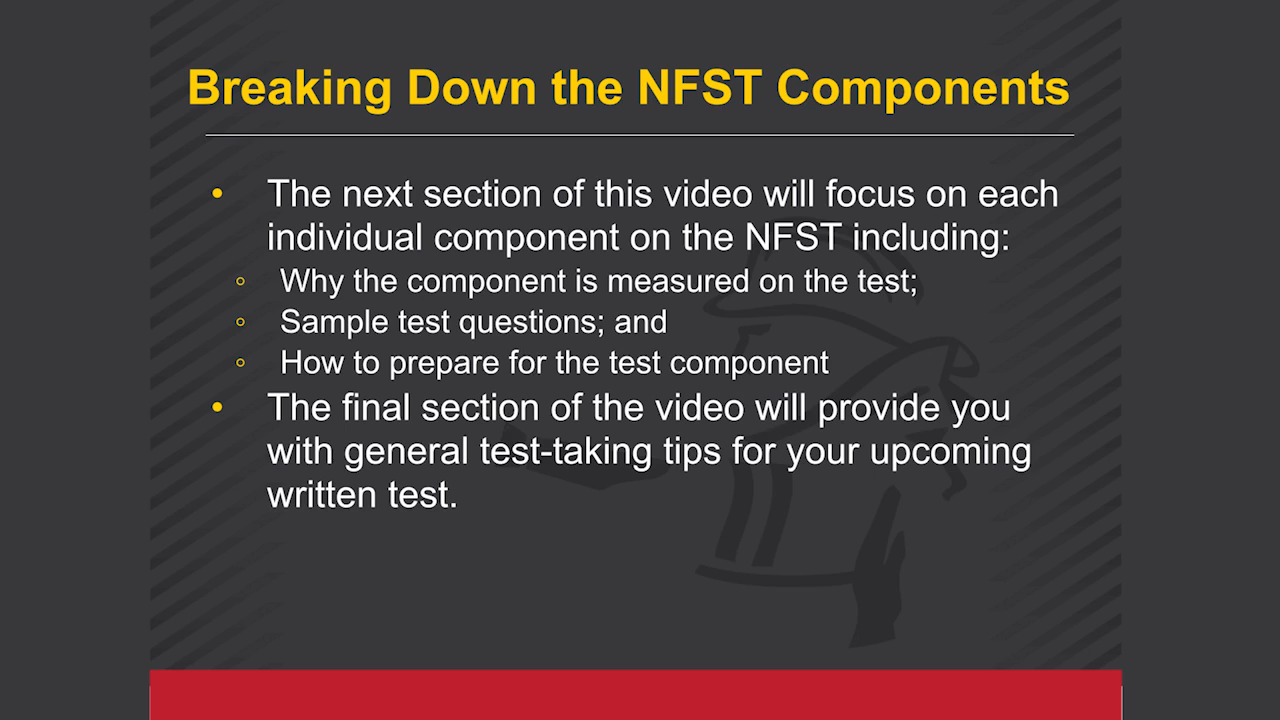 Breaking Down the NFST Components
• The next section of this video will focus on each
individual component on the NFST including:
◦ Why the component is measured on the test;
◦ Sample test questions; and
◦ How to prepare for the test component
• The final section of the video will provide you
with general test-taking tips for your upcoming
written test.